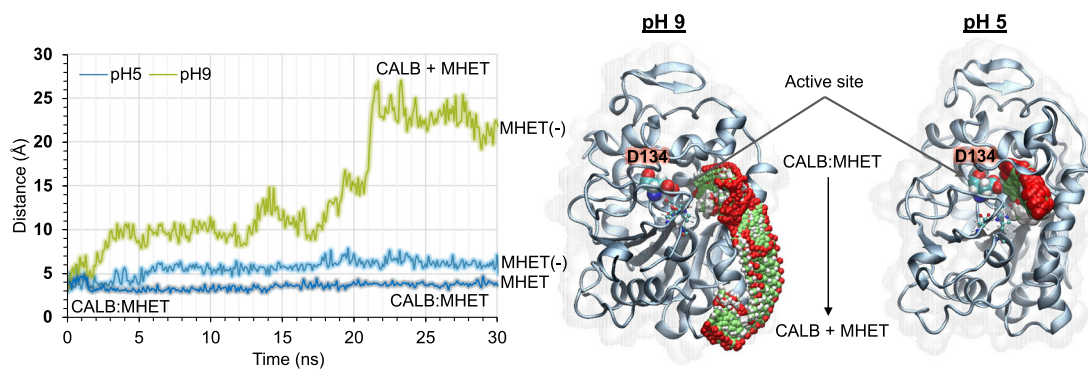 30
25
20
15
10
5
0
Distance (Å)
0
5
10
15
20
25
30
Time (ns)
pH5
pH9
CALB + MHET
MHET(-)
MHET(-)
MHET
CALB:MHET
CALB:MHET
pH 9
pH 5
Active site
D134
D134
CALB:MHET
CALB + MHET